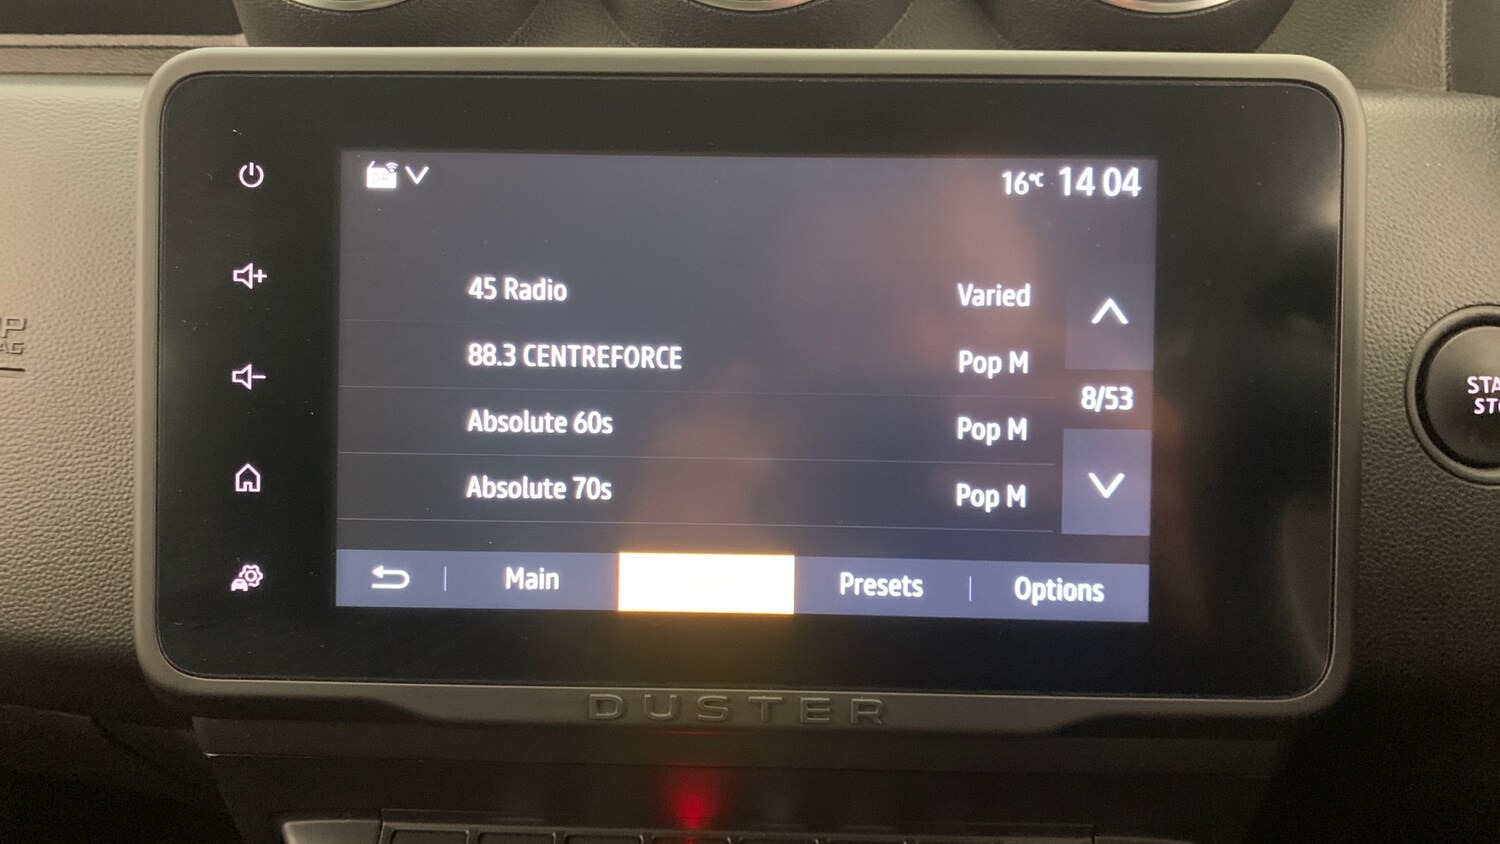 16°C 14 04
45 Radio Varied
88.3 CENTREFORCE Pop M
Absolute 60s Pop M
8/53
Absolute 70s Pop M
Main Presets Options
DUSTER